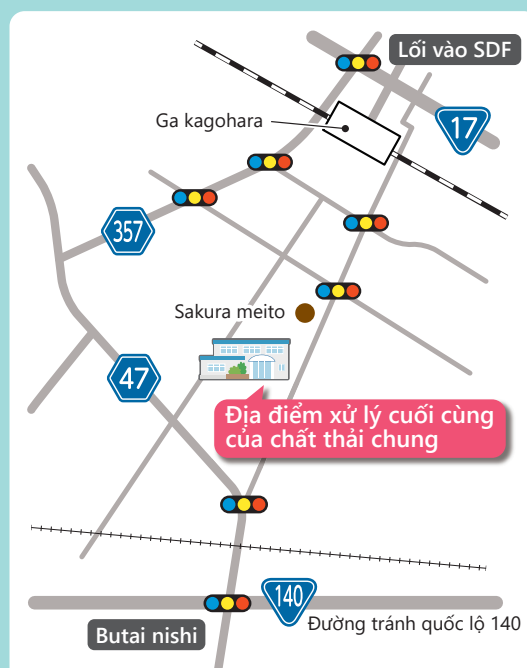 Lối vào SDF
17
Ga kagohara
357
Sakura meito
47
Địa điểm xử lý cuối cùng
của chất thải chung
140
Đường tránh quốc lộ 140
Butai nishi